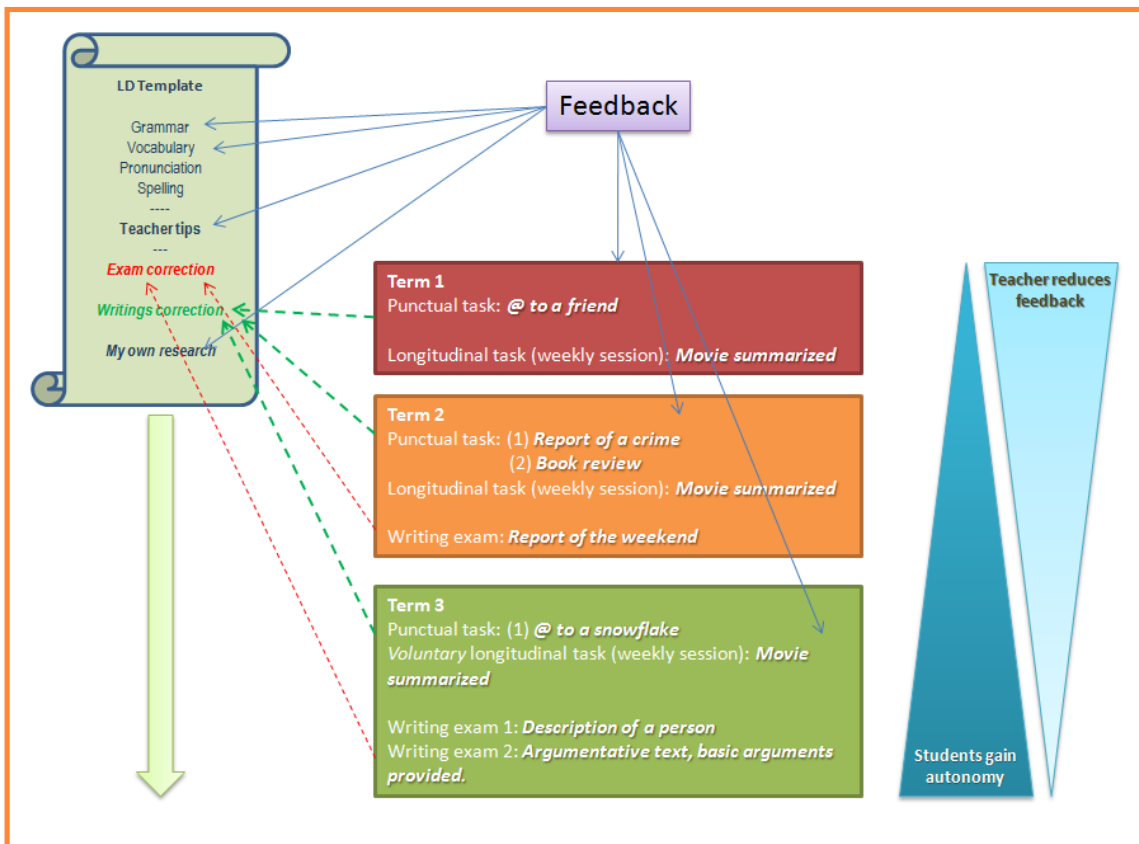 LD Template
Grammar
Vocabulary
Pronunciation
Spelling
----
Teacher tips
---
Exam correction
Writings correction
My own research
Feedback
Term 1
Punctual task: @ to a friend
Longitudinal task (weekly session): Movie summarized
Term 2
Punctual task: (1) Report of a crime
(2) Book review
Longitudinal task (weekly session): Movie summarized
Writing exam: Report of the weekend
Term 3
Punctual task: (1) @ to a snowflake
Voluntary longitudinal task (weekly session): Movie
summarized
Writing exam 1: Description of a person
Writing exam 2: Argumentative text, basic arguments
provided.
Teacher reduces
feedback
Students gain
autonomy